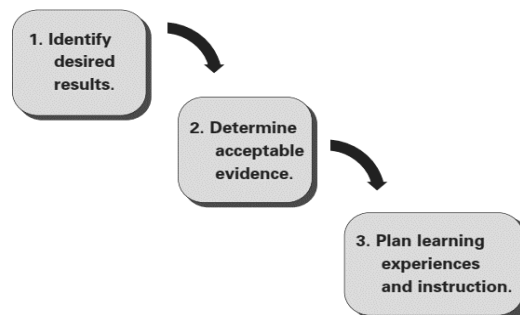 1. Identify
desired
results.
2. Determine
acceptable
evidence.
3. Plan learning
experiences
and instruction.